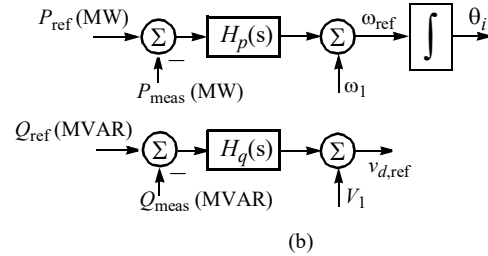 P_ref (MW)
Σ
H_p(s)
Σ
ω_ref
∫
θ_i
−
P_meas (MW)
ω_1
Q_ref (MVAR)
Σ
H_q(s)
Σ
v_d,ref
−
Q_meas (MVAR)
V_1
(b)